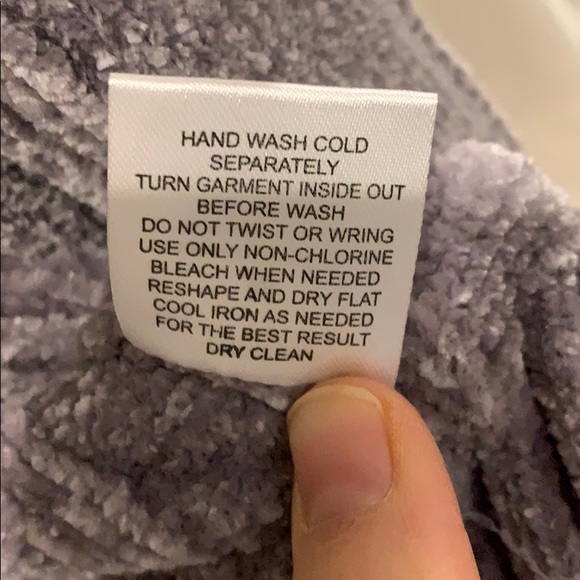 HAND WASH COLD
SEPARATELY
TURN GARMENT INSIDE OUT
BEFORE WASH
DO NOT TWIST OR WRING
USE ONLY NON-CHLORINE
BLEACH WHEN NEEDED
RESHAPE AND DRY FLAT
COOL IRON AS NEEDED
FOR THE BEST RESULT
DRY CLEAN